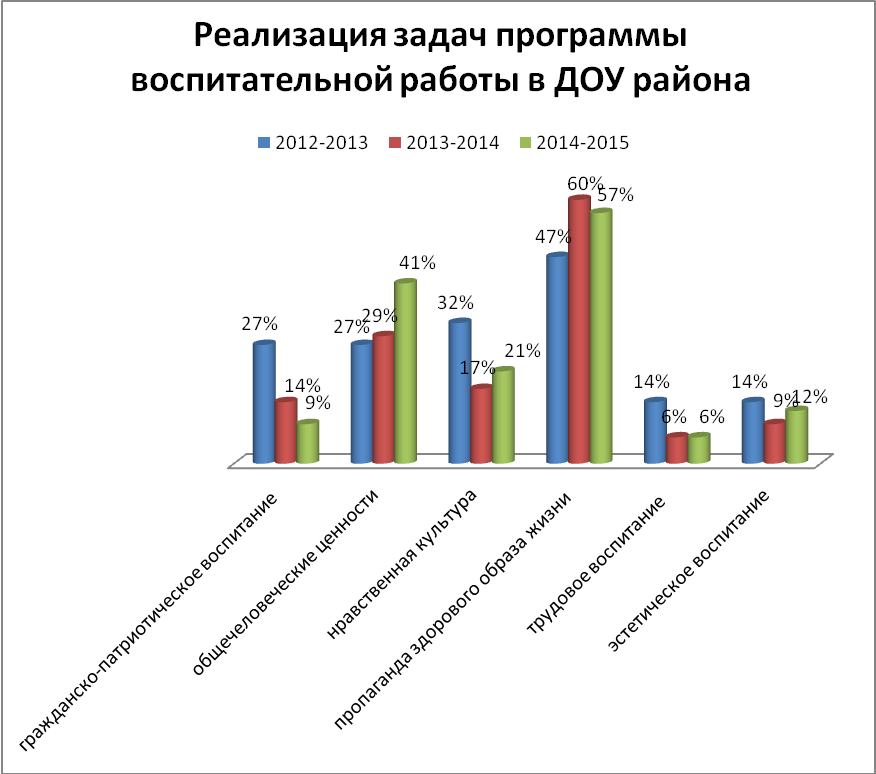 Реализация задач программы
воспитательной работы в ДОУ района
2012-2013 2013-2014 2014-2015
27% 14% 9%
27% 29% 41%
32% 17% 21%
47% 60% 57%
14% 6% 6%
14% 9% 12%
гражданско-патриотическое воспитание
общечеловеческие ценности
нравственная культура
пропаганда здорового образа жизни
трудовое воспитание
эстетическое воспитание